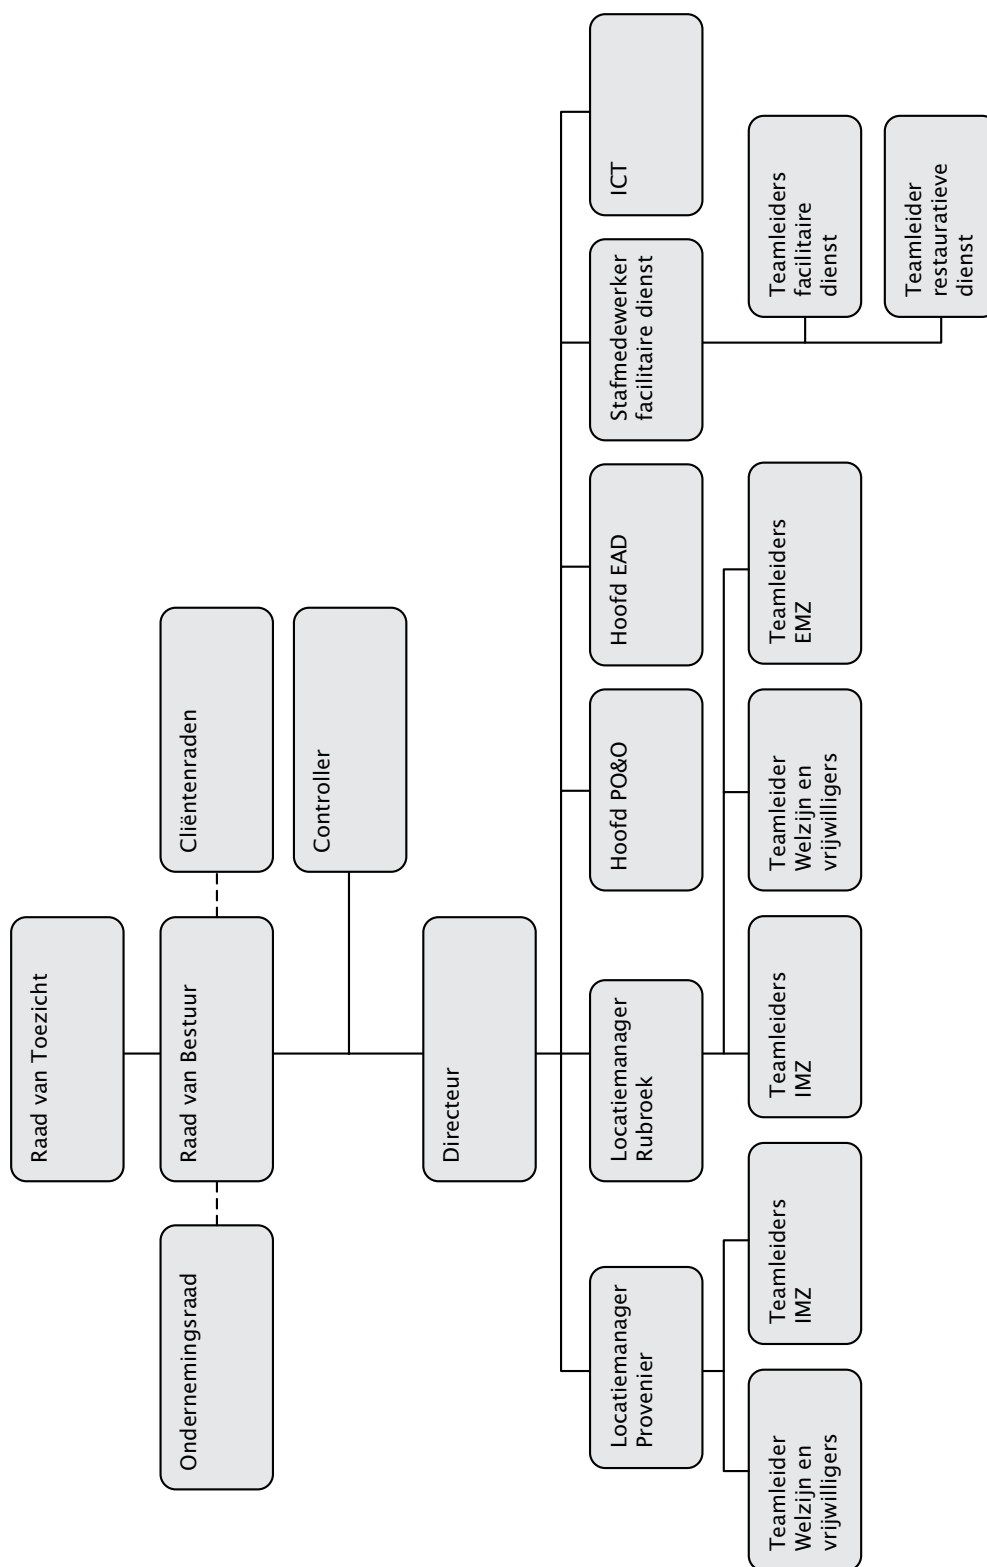 Raad van Toezicht
Ondernemingsraad
Raad van Bestuur
Cliëntenraden
Controller
Directeur
Locatiemanager
Provenier
Locatiemanager
Rubroek
Hoofd PO&O
Hoofd EAD
Stafmedewerker
facilitaire dienst
ICT
Teamleider
Welzijn en
vrijwilligers
Teamleiders
IMZ
Teamleiders
IMZ
Teamleider
Welzijn en
vrijwilligers
Teamleiders
EMZ
Teamleiders
facilitaire
dienst
Teamleider
restauratieve
dienst